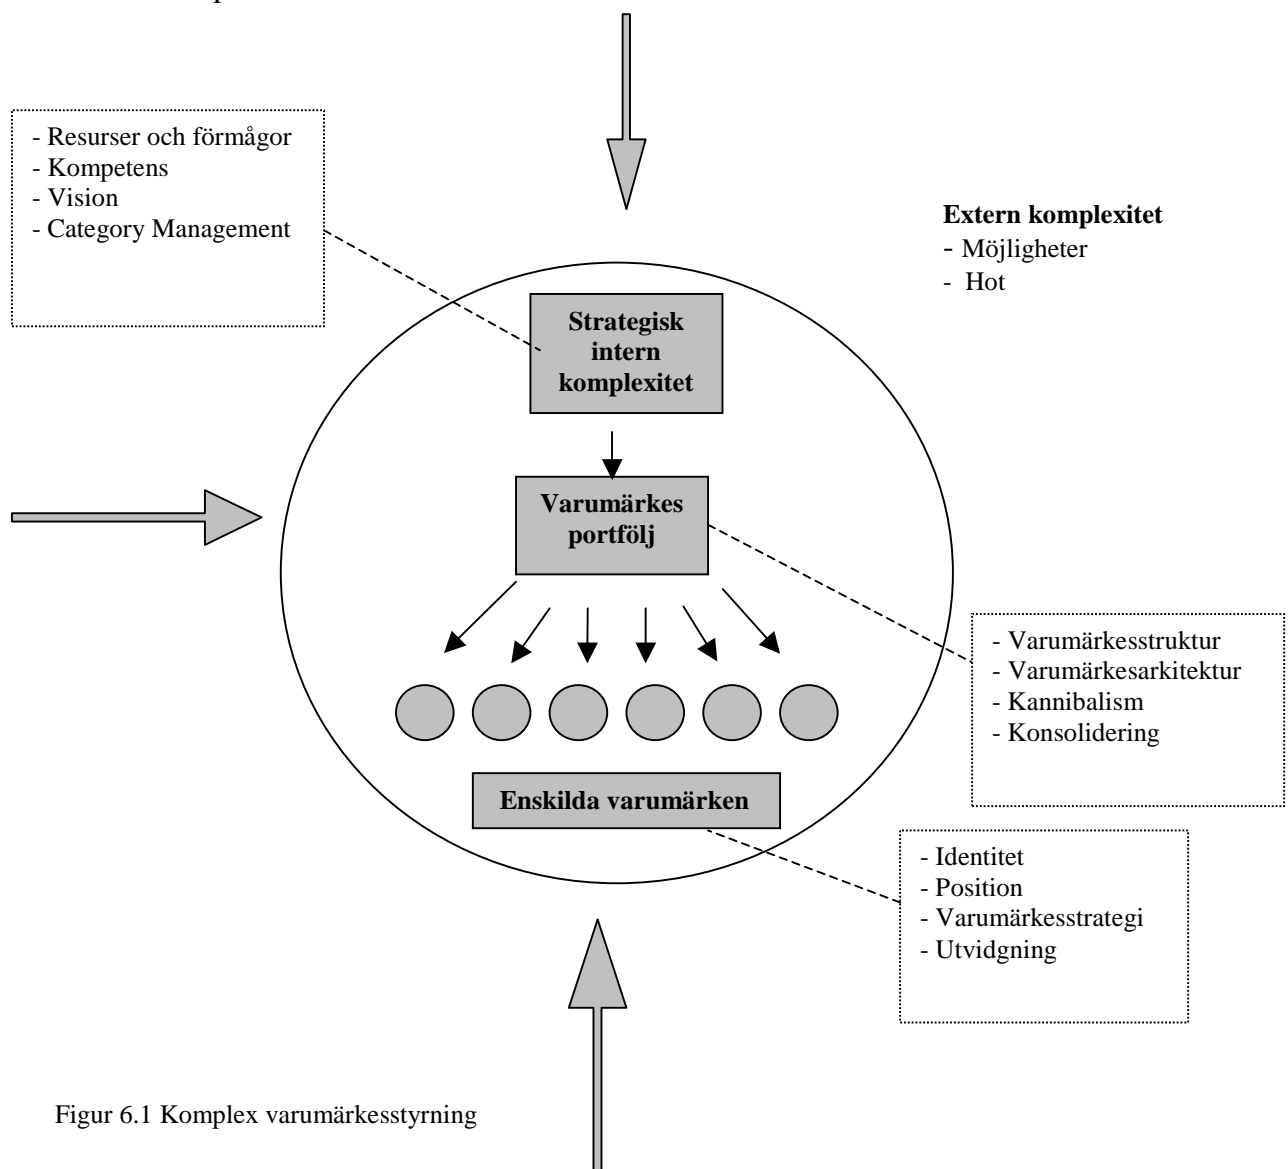 - Resurser och förmågor
- Kompetens
- Vision
- Category Management
Extern komplexitet
- Möjligheter
- Hot
Strategisk
intern
komplexitet
Varumärkes
portfölj
- Varumärkesstruktur
- Varumärkesarkitektur
- Kannibalism
- Konsolidering
Enskilda varumärken
- Identitet
- Position
- Varumärkesstrategi
- Utvidgning
Figur 6.1 Komplex varumärkesstyrning